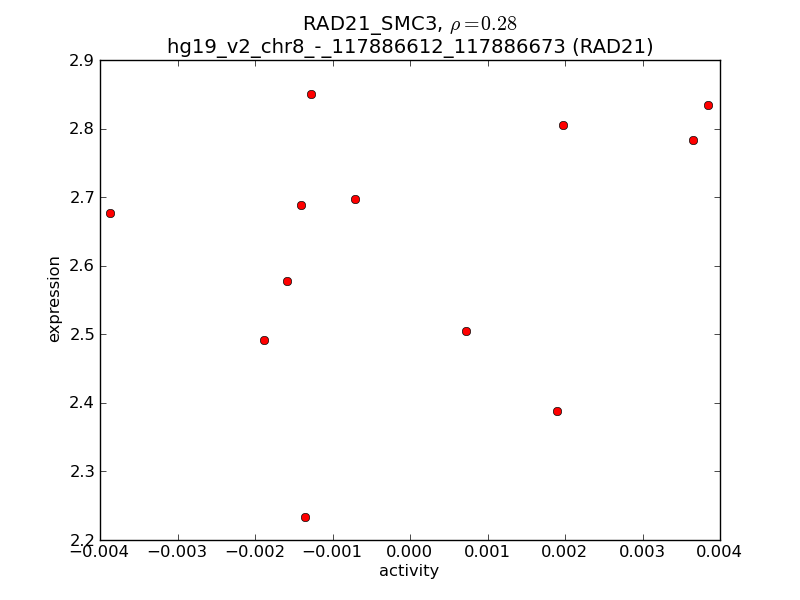 RAD21_SMC3, ρ=0.28
hg19_v2_chr8_-_117886612_117886673 (RAD21)
2.9
2.8
2.7
2.6
expression
2.5
2.4
2.3
2.2
−0.004 −0.003 −0.002 −0.001 0.000 0.001 0.002 0.003 0.004
activity